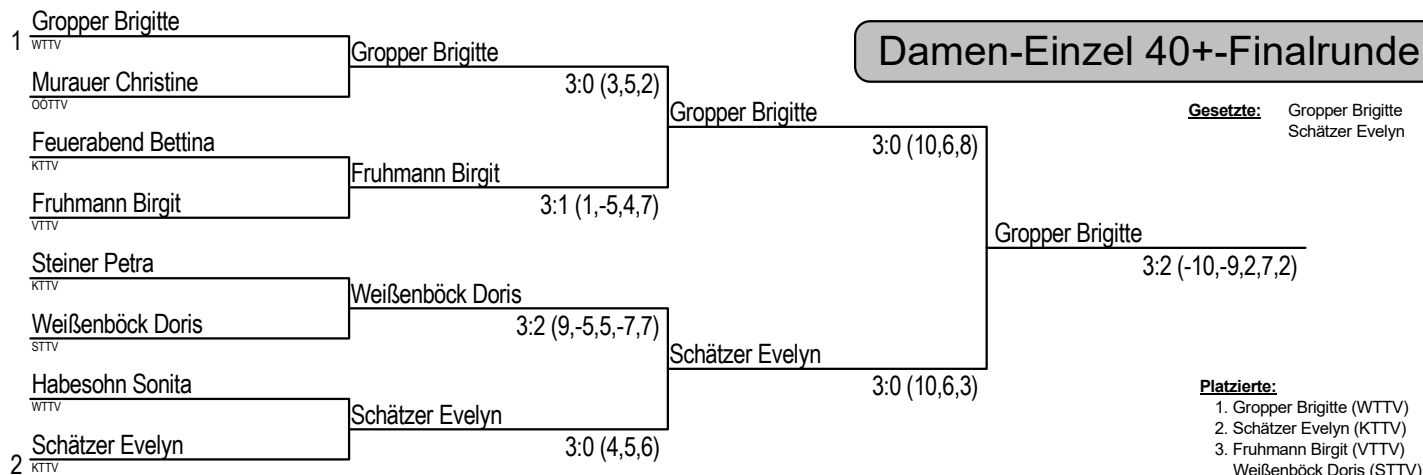 Damen-Einzel 40+-Finalrunde
Gesetzte: Gropper Brigitte
Schätzer Evelyn
1 Gropper Brigitte
WTTV
Murauer Christine
OÖTTV
Feuerabend Bettina
KTTV
Fruhmann Birgit
VTTV
Steiner Petra
KTTV
Weißenböck Doris
STTV
Habesohn Sonita
WTTV
2 Schätzer Evelyn
KTTV
Gropper Brigitte
3:0 (3,5,2)
Fruhmann Birgit
3:1 (1,-5,4,7)
Weißenböck Doris
3:2 (9,-5,5,-7,7)
Schätzer Evelyn
3:0 (4,5,6)
Gropper Brigitte
3:0 (10,6,8)
Schätzer Evelyn
3:0 (10,6,3)
Gropper Brigitte
3:2 (-10,-9,2,7,2)
Platzierte:
1. Gropper Brigitte (WTTV)
2. Schätzer Evelyn (KTTV)
3. Fruhmann Birgit (VTTV)
Weißenböck Doris (STTV)